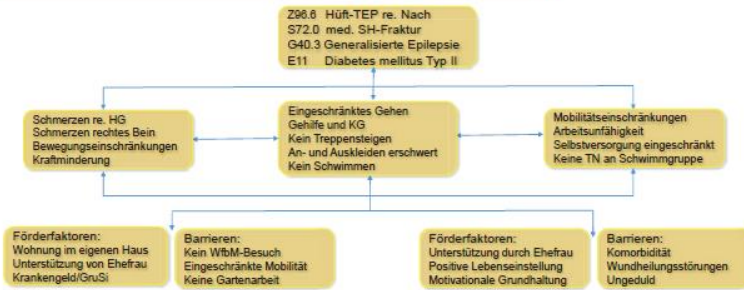 Z96.6 Hüft-TEP re. Nach
S72.0 med. SH-Fraktur
G40.3 Generalisierte Epilepsie
E11 Diabetes mellitus Typ II
Schmerzen re. HG
Schmerzen rechtes Bein
Bewegungseinschränkungen
Kraftminderung
Eingeschränktes Gehen
Gehilfe und KG
Kein Treppensteigen
An- und Auskleiden erschwert
Kein Schwimmen
Mobilitätseinschränkungen
Arbeitsunfähigkeit
Selbstversorgung eingeschränkt
Keine TN an Schwimmgruppe
Förderfaktoren:
Wohnung im eigenen Haus
Unterstützung von Ehefrau
Krankengeld/GruSi
Barrieren:
Kein WfbM-Besuch
Eingeschränkte Mobilität
Keine Gartenarbeit
Förderfaktoren:
Unterstützung durch Ehefrau
Positive Lebenseinstellung
Motivationale Grundhaltung
Barrieren:
Komorbidität
Wundheilungsstörungen
Ungeduld